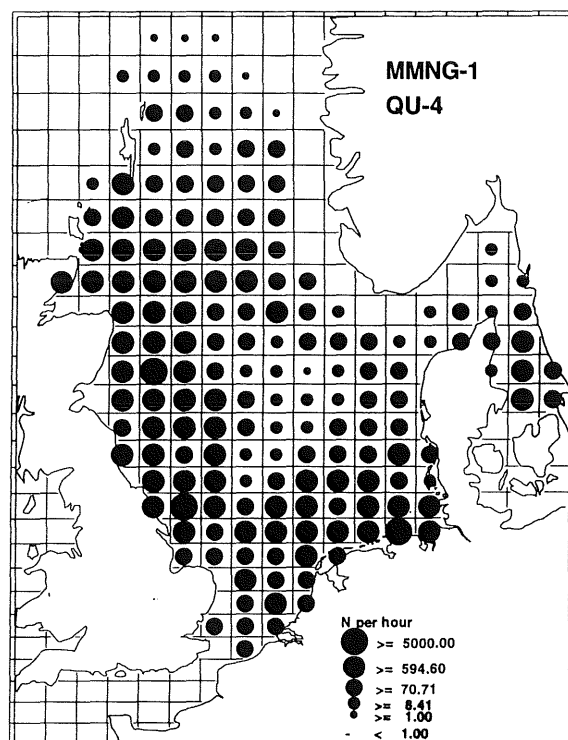 MMNG-1
QU-4
N per hour
>= 5000.00
>= 594.60
>= 70.71
>= 8.41
>= 1.00
- < 1.00